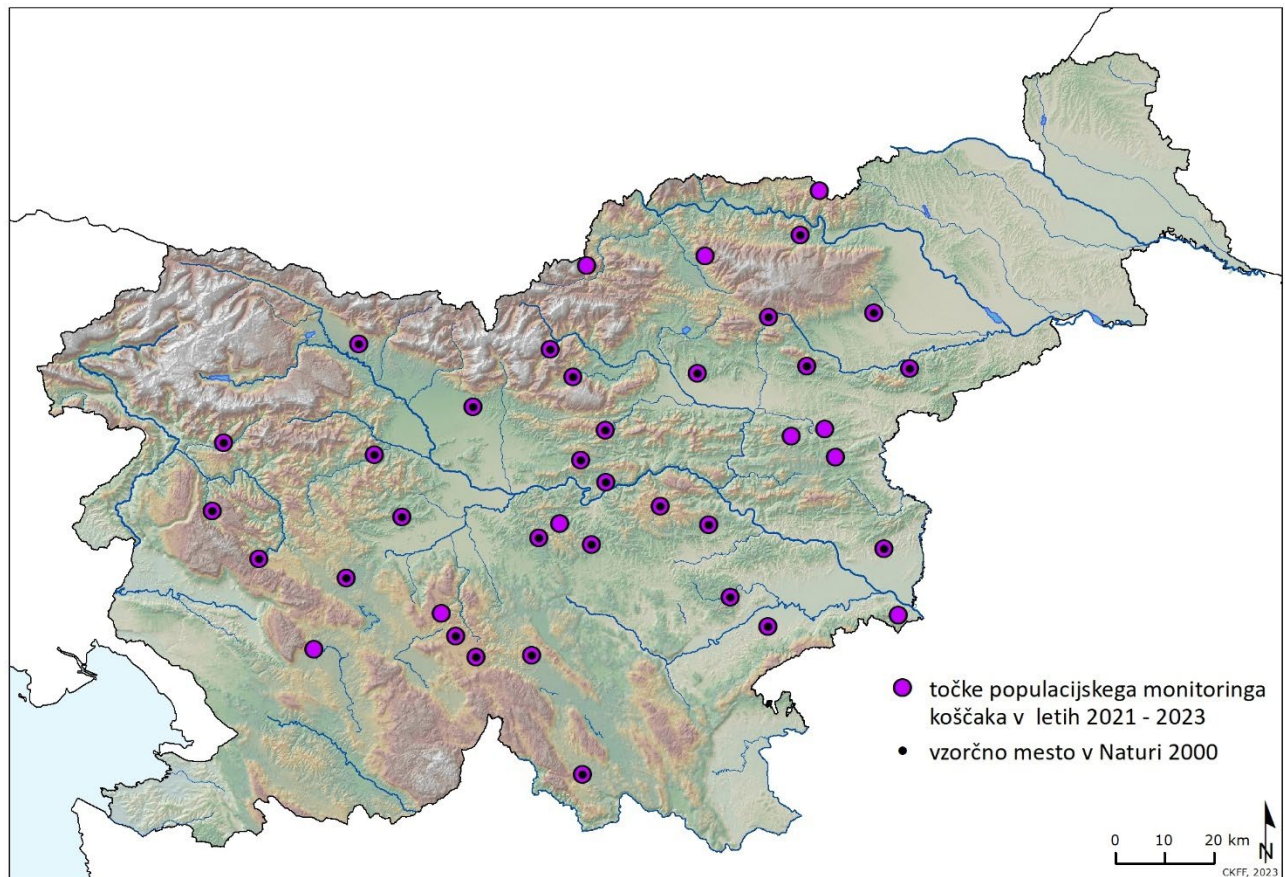 točke populacijskega monitoringa
koščaka v letih 2021 - 2023
vzorčno mesto v Naturi 2000
0 10 20 km
N
CKFF, 2023